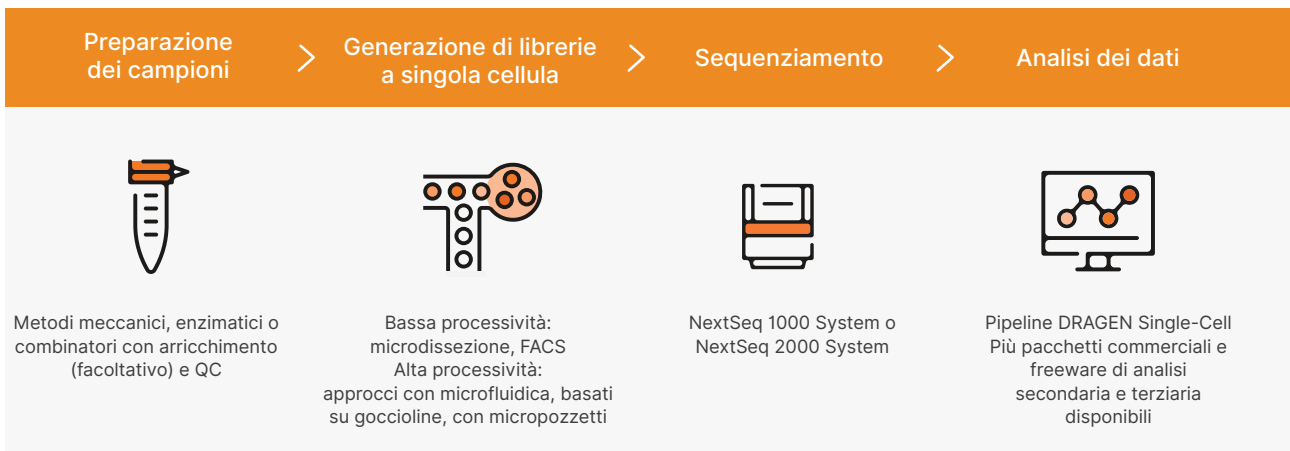 Preparazione
dei campioni
Generazione di librerie
a singola cellula
Sequenziamento
Analisi dei dati
Metodi meccanici, enzimatici o
combinatori con arricchimento
(facoltativo) e QC
Bassa processività:
microdissezione, FACS
Alta processività:
approcci con microfluidica, basati
su goccioline, con micropozzetti
NextSeq 1000 System o
NextSeq 2000 System
Pipeline DRAGEN Single-Cell
Più pacchetti commerciali e
freeware di analisi
secondaria e terziaria
disponibili